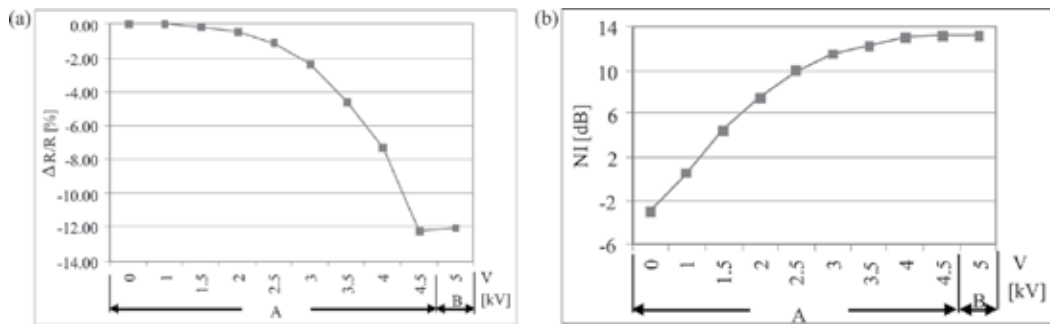 (a)
ΔR/R [%]
0.00
-2.00
-4.00
-6.00
-8.00
-10.00
-12.00
-14.00
0 1 1.5 2 2.5 3 3.5 4 4.5 5 V
[kV]
A B
(b)
NI [dB]
14
10
6
2
-2
-6
0 1 1.5 2 2.5 3 3.5 4 4.5 5 V
[kV]
A B